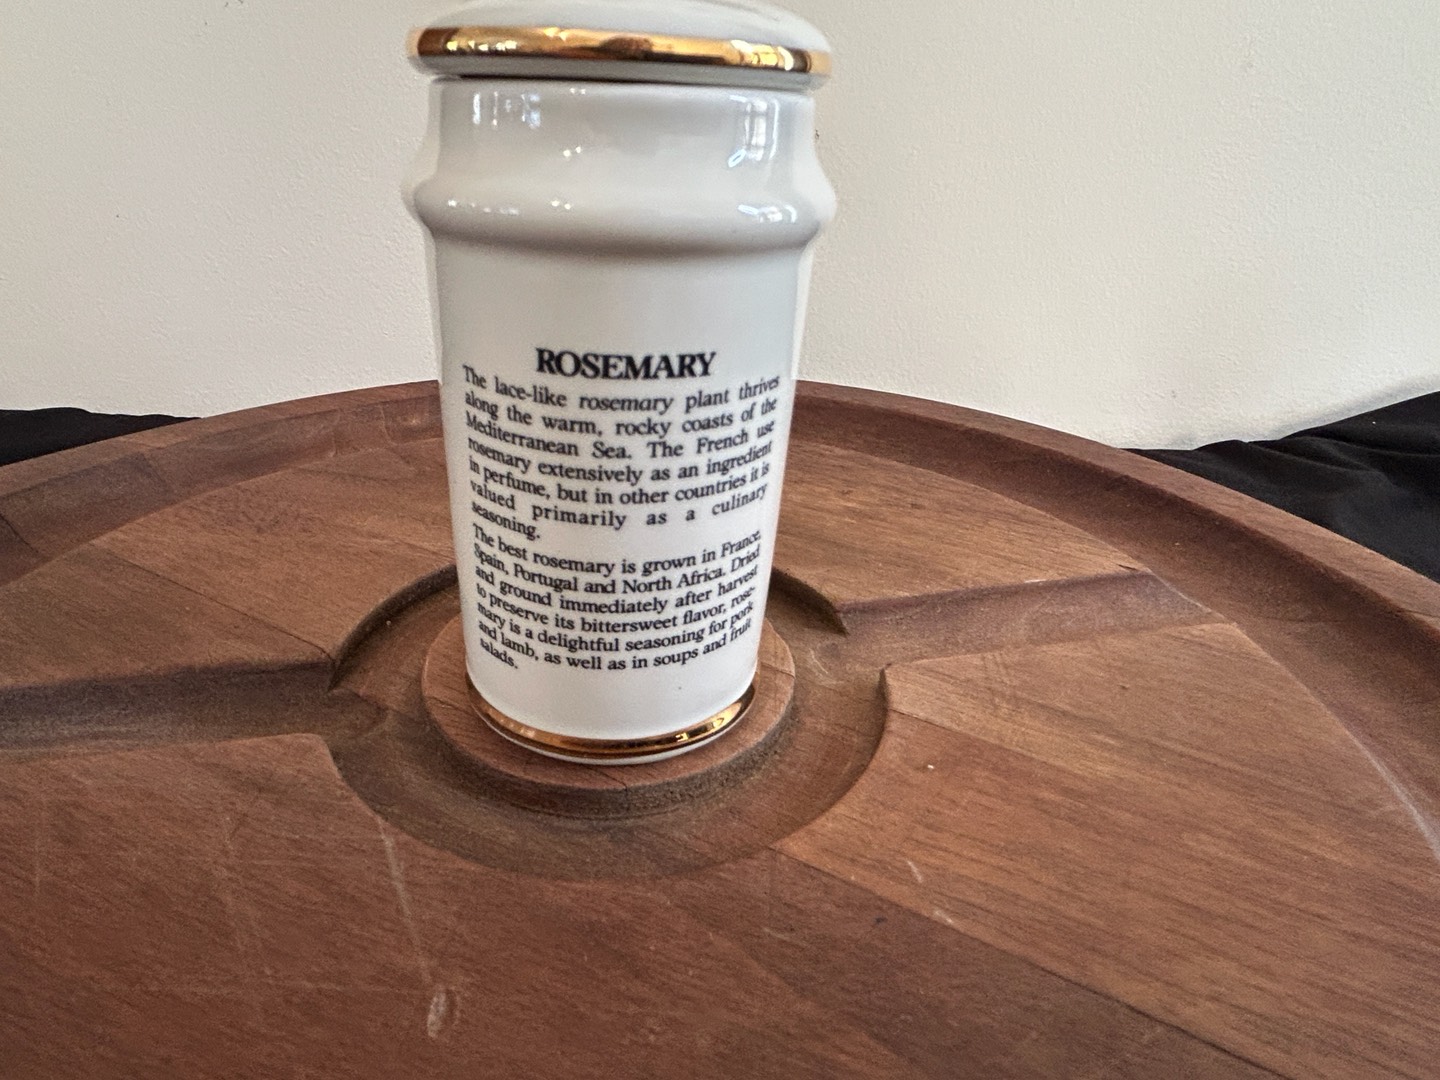 ROSEMARY
The lace-like rosemary plant thrives
along the warm, rocky coasts of the
Mediterranean Sea. The French use
rosemary extensively as an ingredient
in perfume, but in other countries it is
valued primarily as a culinary
seasoning.
The best rosemary is grown in France,
Spain, Portugal and North Africa. Dried
and ground immediately after harvest
to preserve its bittersweet flavor, rose-
mary is a delightful seasoning for pork
and lamb, as well as in soups and fruit
salads.